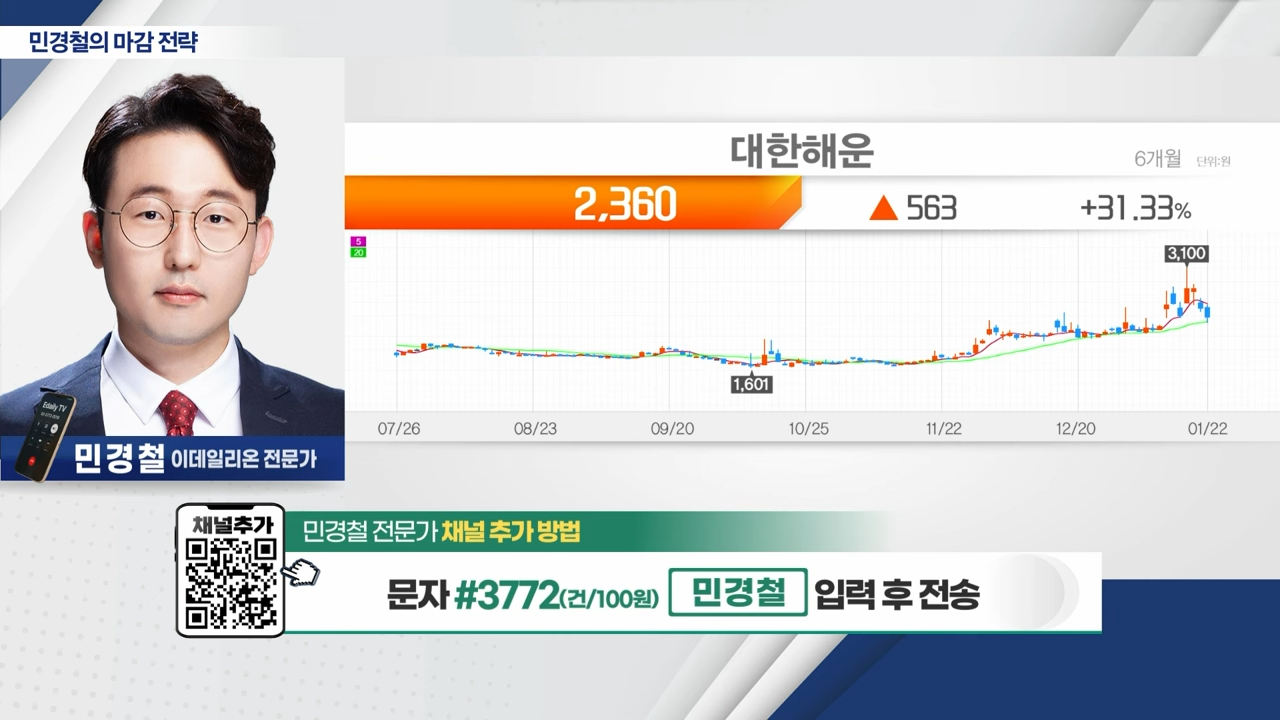 민경철의 마감 전략
대한해운
6개월 단위:원
2,360 ▲ 563 +31.33%
5
20
3,100
1,601
07/26 08/23 09/20 10/25 11/22 12/20 01/22
Edaily TV
민경철 이데일리온 전문가
채널추가
민경철 전문가 채널 추가 방법
문자 #3772(건/100원) 민경철 입력 후 전송